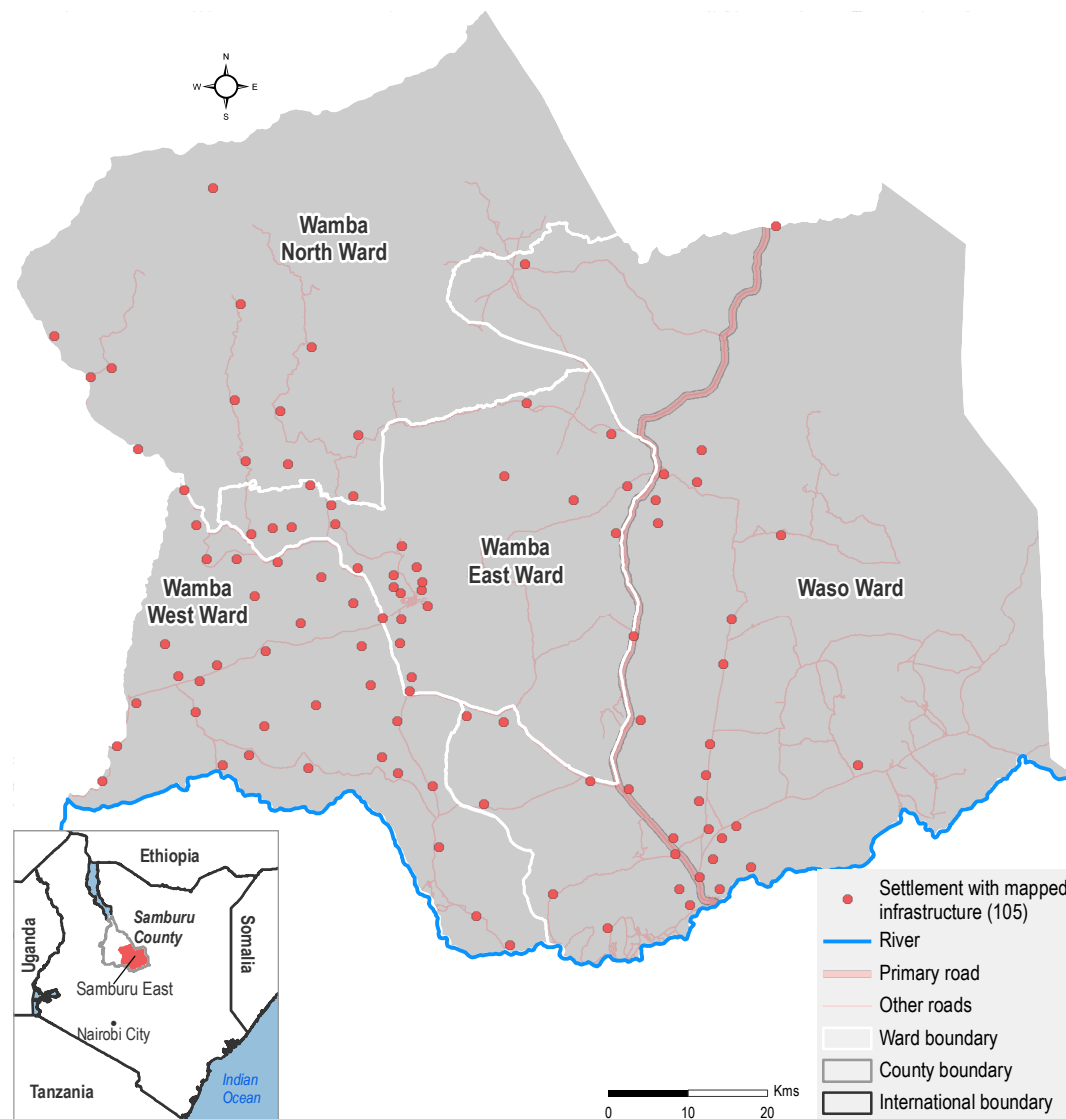 N
W
E
S
Wamba
North Ward
Wamba
East Ward
Wamba
West Ward
Waso Ward
Ethiopia
Samburu
County
Uganda
Somalia
Samburu East
Nairobi City
Tanzania
Indian
Ocean
Settlement with mapped
infrastructure (105)
River
Primary road
Other roads
Ward boundary
County boundary
International boundary
Kms
0
10
20